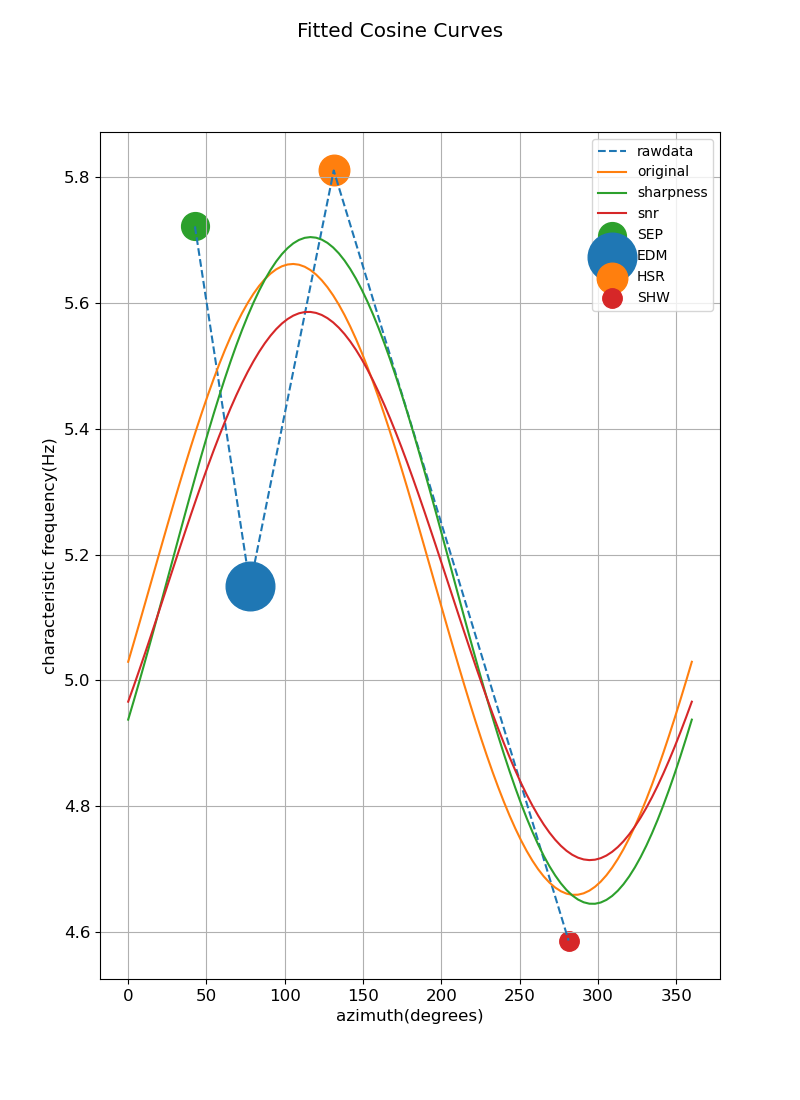 Fitted Cosine Curves
rawdata
original
sharpness
snr
SEP
EDM
HSR
SHW
5.8
5.6
5.4
5.2
5.0
4.8
4.6
characteristic frequency(Hz)
0 50 100 150 200 250 300 350
azimuth(degrees)